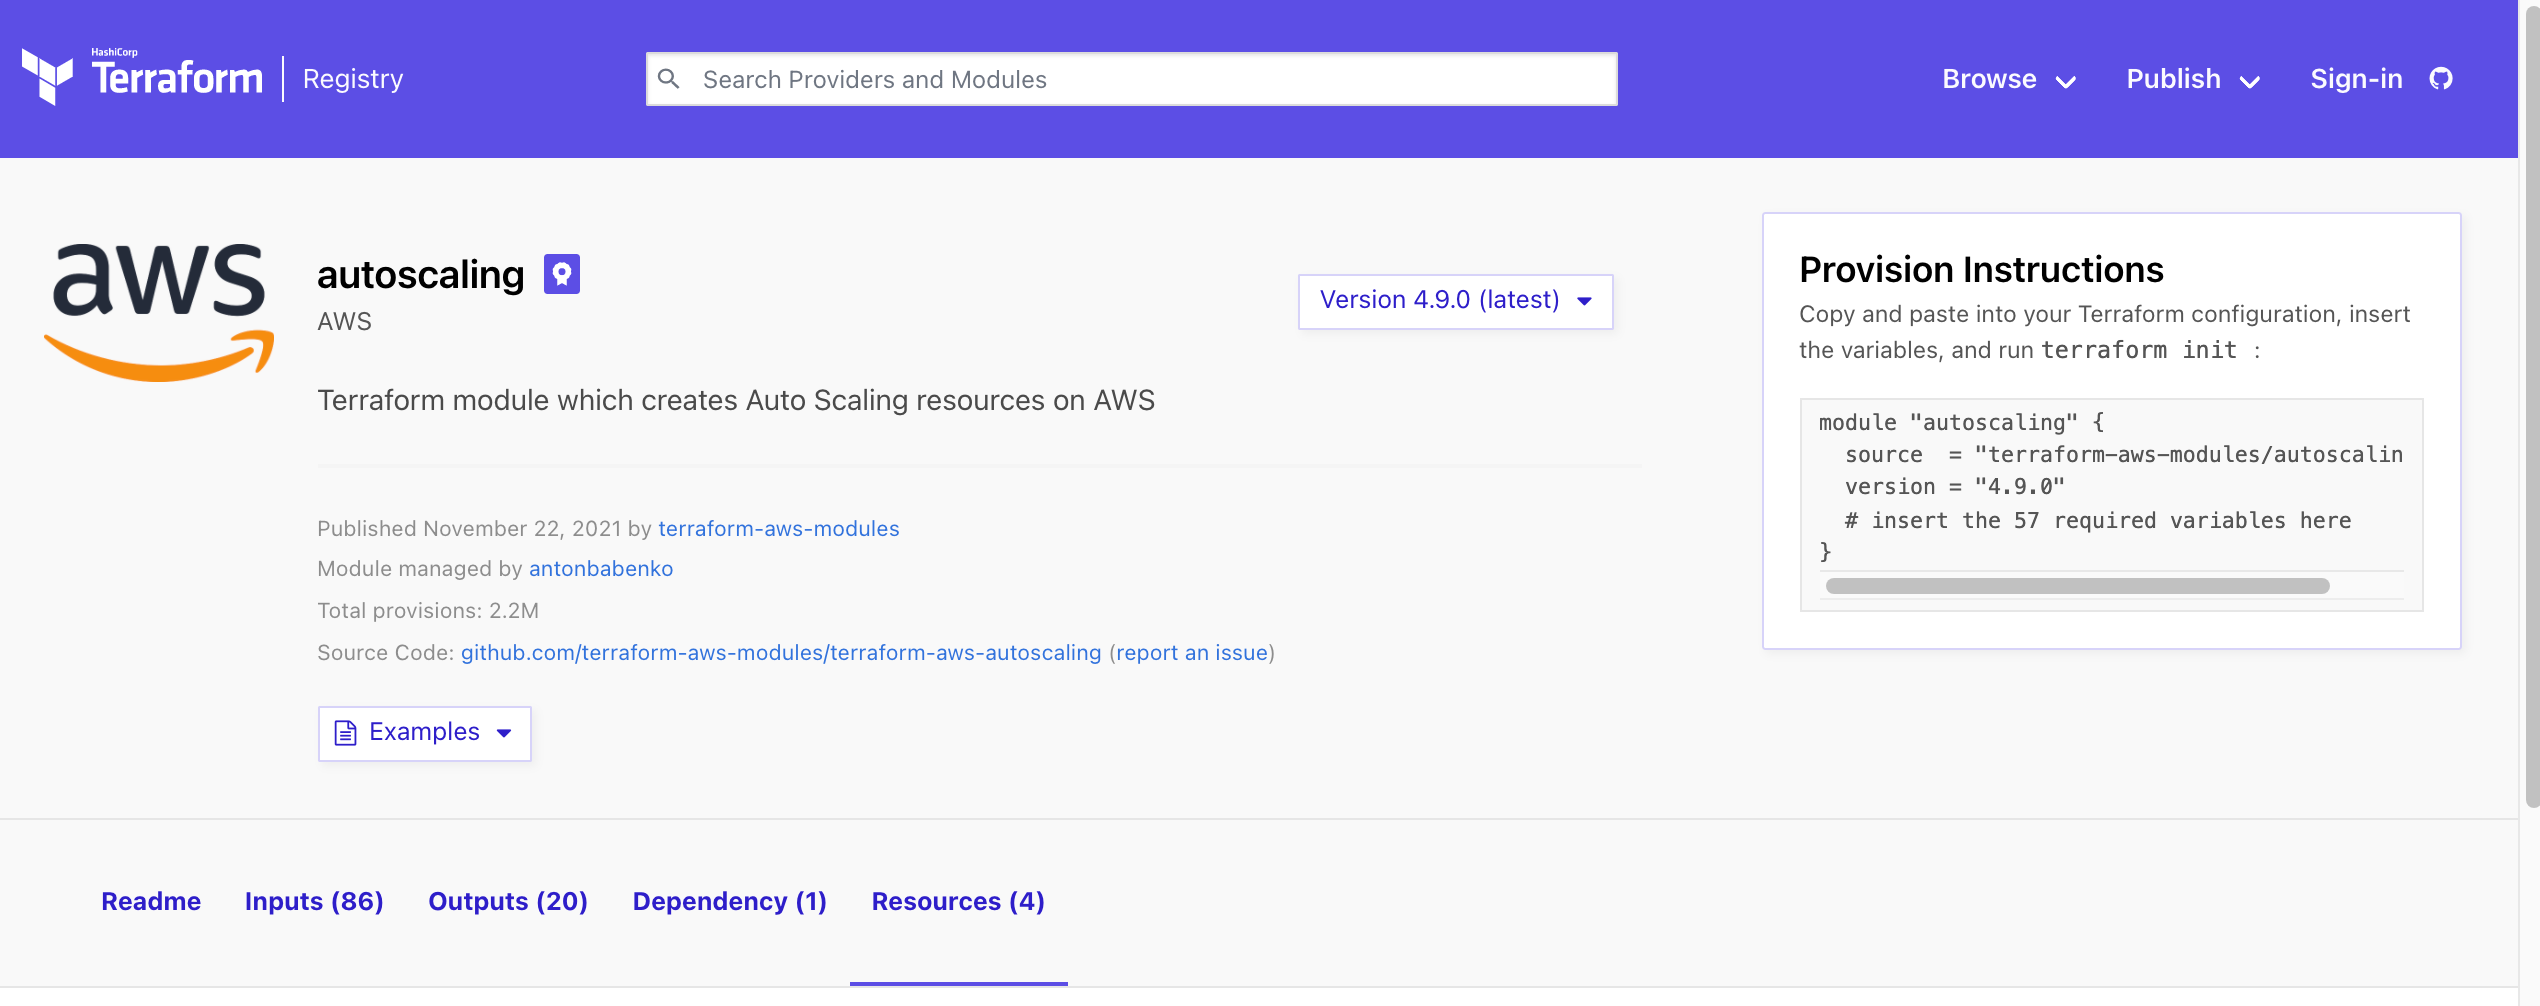 HashiCorp
Terraform
Registry
Search Providers and Modules
Browse
Publish
Sign-in
aws
autoscaling
AWS
Version 4.9.0 (latest)
Terraform module which creates Auto Scaling resources on AWS
Published November 22, 2021 by terraform-aws-modules
Module managed by antonbabenko
Total provisions: 2.2M
Source Code: github.com/terraform-aws-modules/terraform-aws-autoscaling (report an issue)
Examples
Provision Instructions
Copy and paste into your Terraform configuration, insert
the variables, and run terraform init :
module "autoscaling" {
  source  = "terraform-aws-modules/autoscalin
  version = "4.9.0"
  # insert the 57 required variables here
}
Readme
Inputs (86)
Outputs (20)
Dependency (1)
Resources (4)